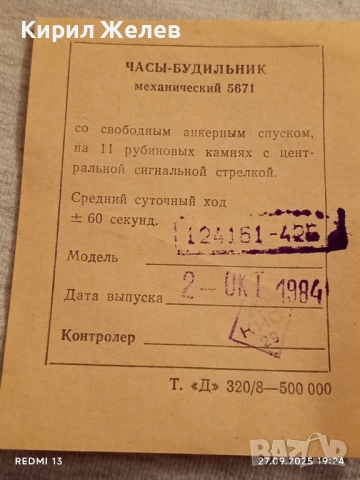 Кирил Желев
ЧАСЫ-БУДИЛЬНИК
механический 5671
со свободным анкерным спуском,
на 11 рубиновых камнях с цент-
ральной сигнальной стрелкой.
Средний суточный ход
± 60 секунд.
124161-42Б
Модель
Дата выпуска 2 — ОКТ 1984
Контролер
Т. «Д» 320/8—500 000
REDMI 13
27.09.2025 19:24
BAZAR